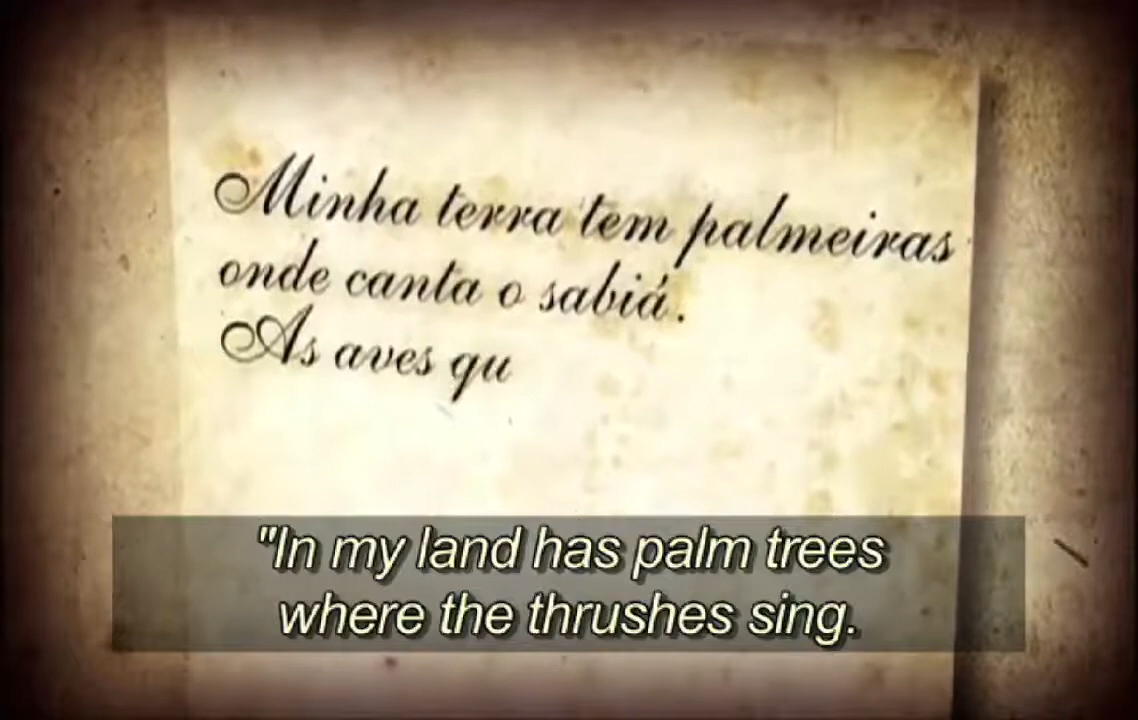 Minha terra tem palmeiras
onde canta o sabiá.
As aves qu
"In my land has palm trees
where the thrushes sing.